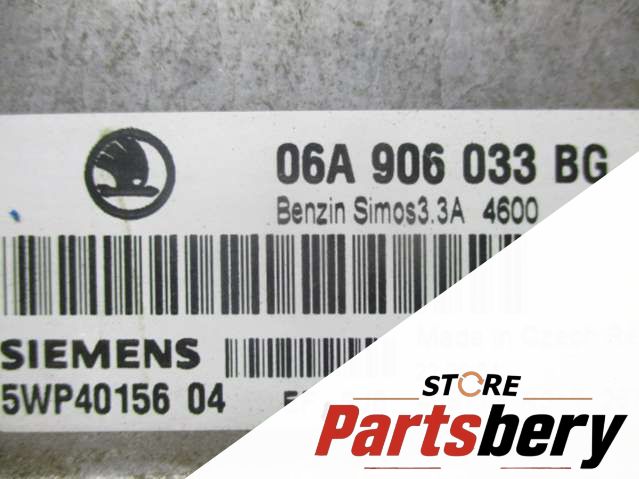 06A 906 033 BG
Benzin Simos3.3A 4600
Made in Czech
SIEMENS
5WP40156 04
STORE
Partsbery